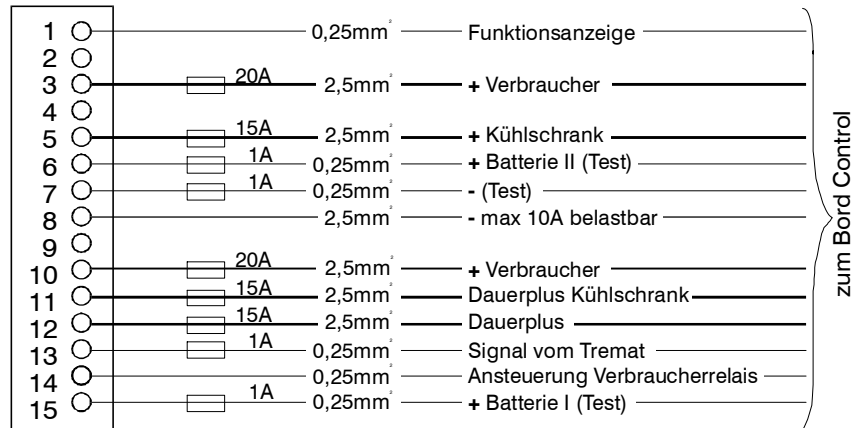 1 0,25mm² Funktionsanzeige
2
3 20A 2,5mm² + Verbraucher
4
5 15A 2,5mm² + Kühlschrank
6 1A 0,25mm² + Batterie II (Test)
7 1A 0,25mm² - (Test)
8 2,5mm² - max 10A belastbar
9
10 20A 2,5mm² + Verbraucher
11 15A 2,5mm² Dauerplus Kühlschrank
12 15A 2,5mm² Dauerplus
13 1A 0,25mm² Signal vom Tremat
14 0,25mm² Ansteuerung Verbraucherrelais
15 1A 0,25mm² + Batterie I (Test)
zum Bord Control